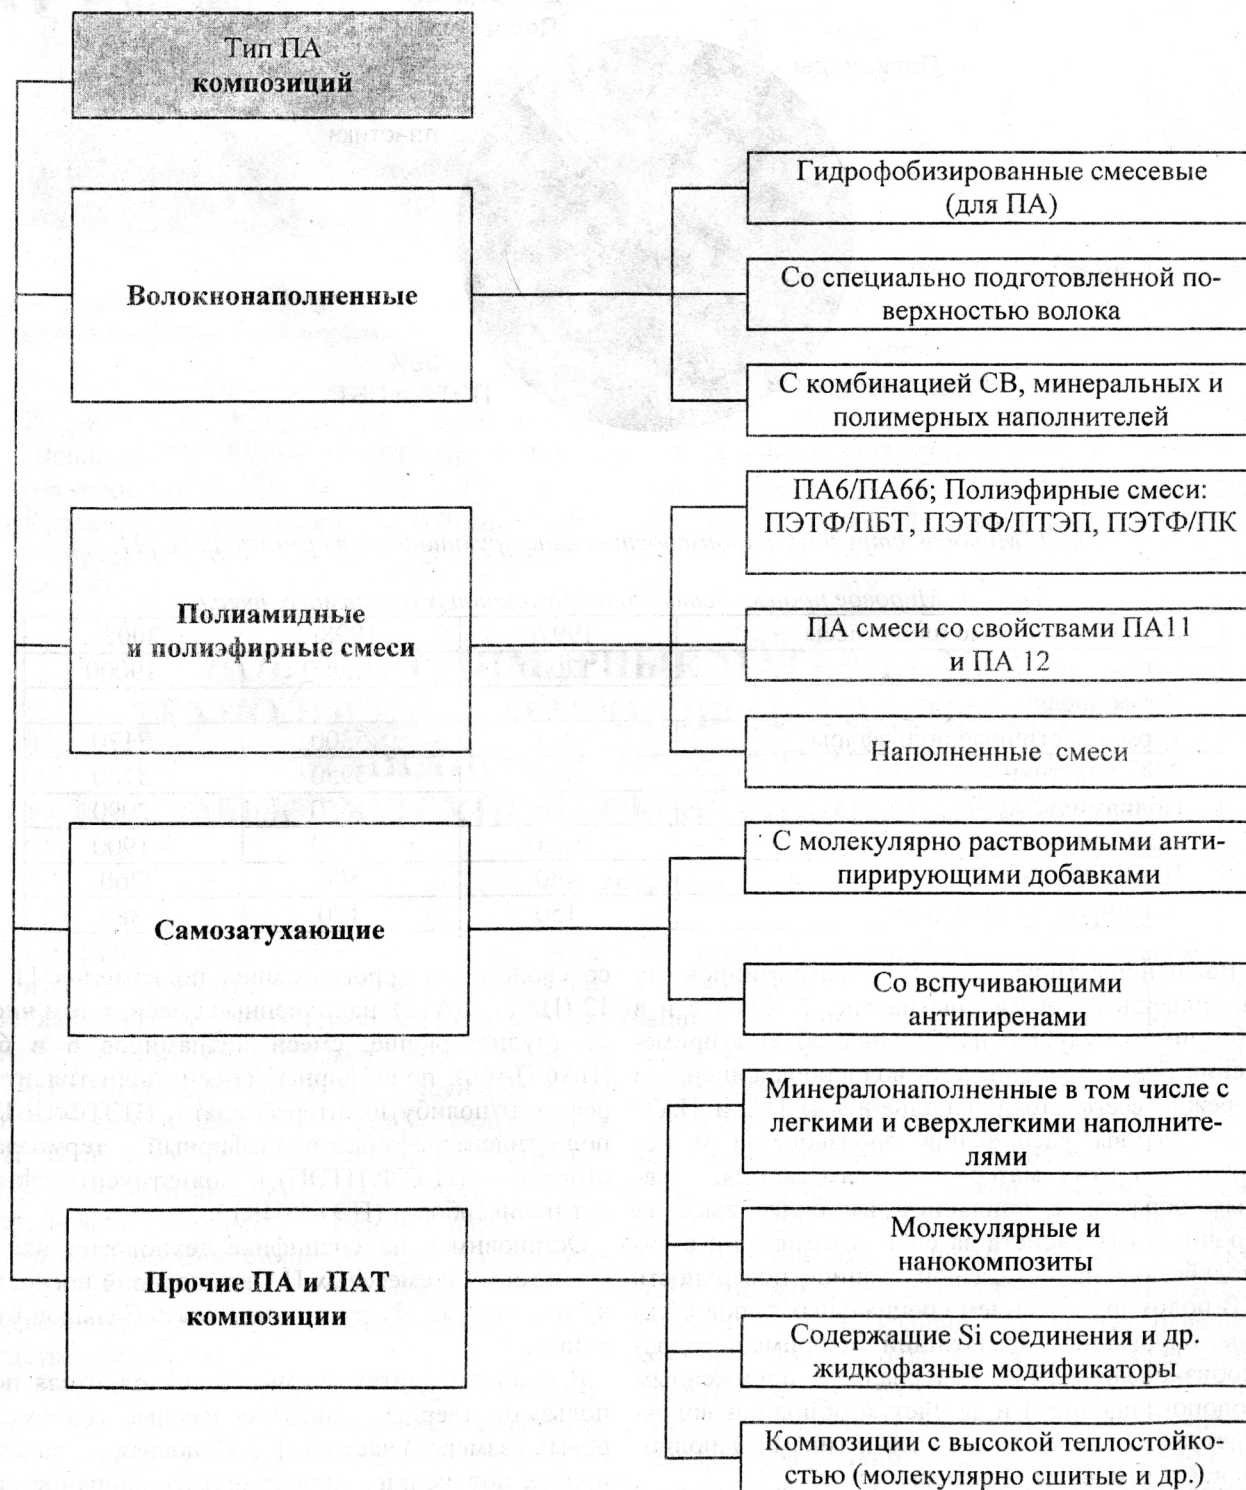 Тип ПА
композиций
Волокнонаполненные
Гидрофобизированные смесевые
(для ПА)
Со специально подготовленной по-
верхностью волока
С комбинацией СВ, минеральных и
полимерных наполнителей
Полиамидные
и полиэфирные смеси
ПА6/ПА66; Полиэфирные смеси:
ПЭТФ/ПБТ, ПЭТФ/ПТЭП, ПЭТФ/ПК
ПА смеси со свойствами ПА11
и ПА 12
Наполненные смеси
Самозатухающие
С молекулярно растворимыми анти-
пирирующими добавками
Со вспучивающими
антипиренами
Прочие ПА и ПАТ
композиции
Минералонаполненные в том числе с
легкими и сверхлегкими наполните-
лями
Молекулярные и
нанокомпозиты
Содержащие Si соединения и др.
жидкофазные модификаторы
Композиции с высокой теплостойко-
стью (молекулярно сшитые и др.)